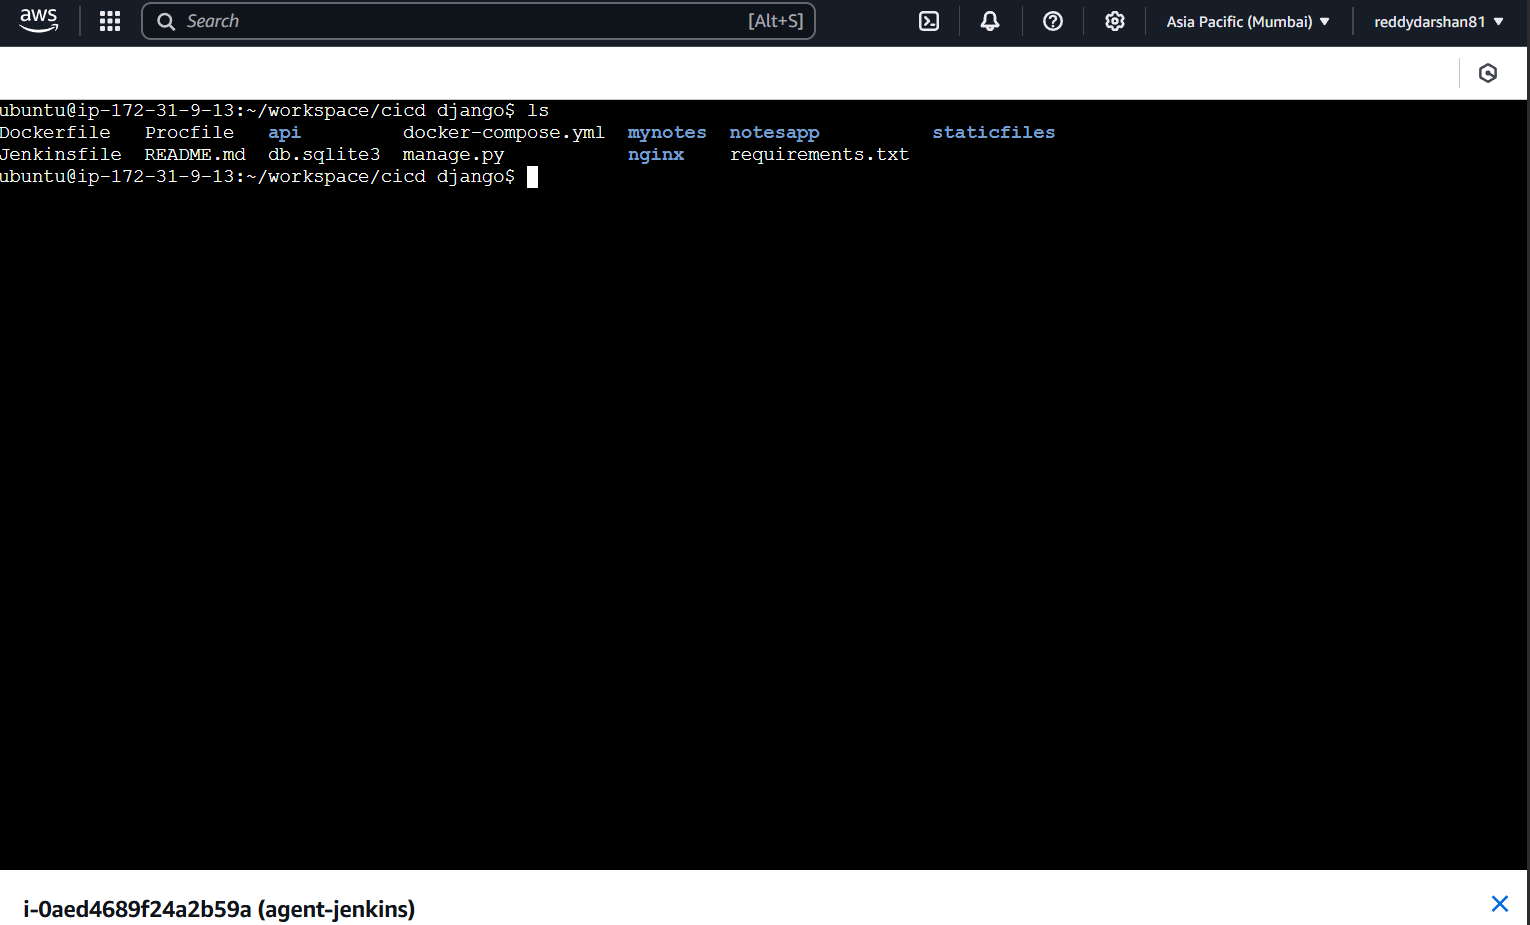 aws Search [Alt+S] Asia Pacific (Mumbai) reddydarshan81
ubuntu@ip-172-31-9-13:~/workspace/cicd django$ ls
Dockerfile Procfile api docker-compose.yml mynotes notesapp staticfiles
Jenkinsfile README.md db.sqlite3 manage.py nginx requirements.txt
ubuntu@ip-172-31-9-13:~/workspace/cicd django$
i-0aed4689f24a2b59a (agent-jenkins)